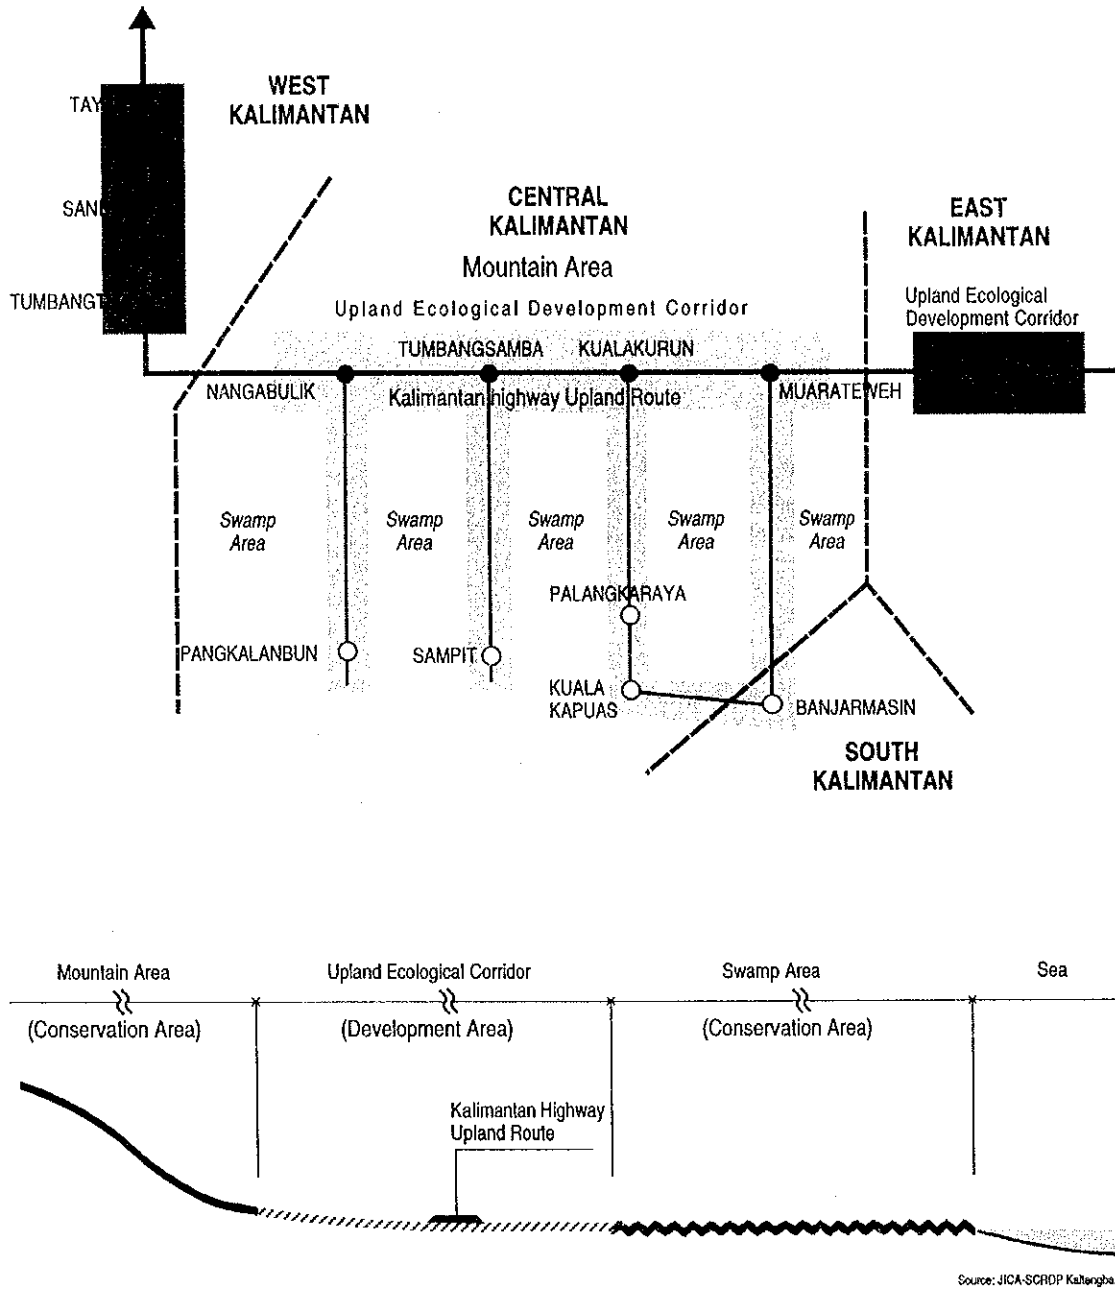 WEST
KALIMANTAN
TAY
SAN
TUMBANGT
CENTRAL
KALIMANTAN
Mountain Area
Upland Ecological Development Corridor
EAST
KALIMANTAN
Upland Ecological
Development Corridor
TUMBANGSAMBA
KUALAKURUN
NANGABULIK
Kalimantan highway Upland Route
MUARATEWEH
Swamp
Area
Swamp
Area
Swamp
Area
Swamp
Area
Swamp
Area
PALANGKARAYA
PANGKALANBUN
SAMPIT
KUALA
KAPUAS
BANJARMASIN
SOUTH
KALIMANTAN
Mountain Area
Upland Ecological Corridor
Swamp Area
Sea
(Conservation Area)
(Development Area)
(Conservation Area)
Kalimantan Highway
Upland Route
Source: JICA-SCRDP Kaltengba